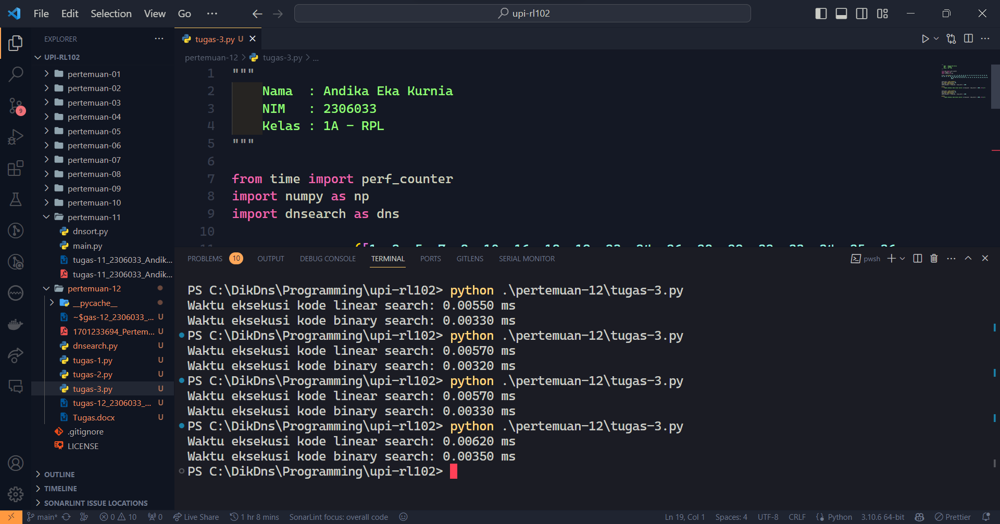 File Edit Selection View Go ··· upi-rl102
EXPLORER ···
UPI-RL102
pertemuan-01
pertemuan-02
pertemuan-03
pertemuan-04
pertemuan-05
pertemuan-06
pertemuan-07
pertemuan-08
pertemuan-09
pertemuan-10
pertemuan-11
dnsort.py
main.py
tugas-11_2306033_Andik...
tugas-11_2306033_Andik...
pertemuan-12
__pycache__
~$gas-12_2306033_... U
1701233694_Pertem... U
dnsearch.py U
tugas-1.py U
tugas-2.py U
tugas-3.py U
tugas-12_2306033_... U
Tugas.docx U
.gitignore
LICENSE
OUTLINE
TIMELINE
SONARLINT ISSUE LOCATIONS
9
tugas-3.py U
pertemuan-12 > tugas-3.py > ...
1 """
2 Nama : Andika Eka Kurnia
3 NIM : 2306033
4 Kelas : 1A - RPL
5 """
6
7 from time import perf_counter
8 import numpy as np
9 import dnsearch as dns
10
PROBLEMS 10 OUTPUT DEBUG CONSOLE TERMINAL PORTS GITLENS SERIAL MONITOR pwsh
PS C:\DikDns\Programming\upi-rl102> python .\pertemuan-12\tugas-3.py
Waktu eksekusi kode linear search: 0.00550 ms
Waktu eksekusi kode binary search: 0.00330 ms
PS C:\DikDns\Programming\upi-rl102> python .\pertemuan-12\tugas-3.py
Waktu eksekusi kode linear search: 0.00570 ms
Waktu eksekusi kode binary search: 0.00320 ms
PS C:\DikDns\Programming\upi-rl102> python .\pertemuan-12\tugas-3.py
Waktu eksekusi kode linear search: 0.00570 ms
Waktu eksekusi kode binary search: 0.00330 ms
PS C:\DikDns\Programming\upi-rl102> python .\pertemuan-12\tugas-3.py
Waktu eksekusi kode linear search: 0.00620 ms
Waktu eksekusi kode binary search: 0.00350 ms
PS C:\DikDns\Programming\upi-rl102>
main* 0 10 0 Live Share 1 hr 8 mins SonarLint focus: overall code Ln 19, Col 1 Spaces: 4 UTF-8 CRLF Python 3.10.6 64-bit Prettier